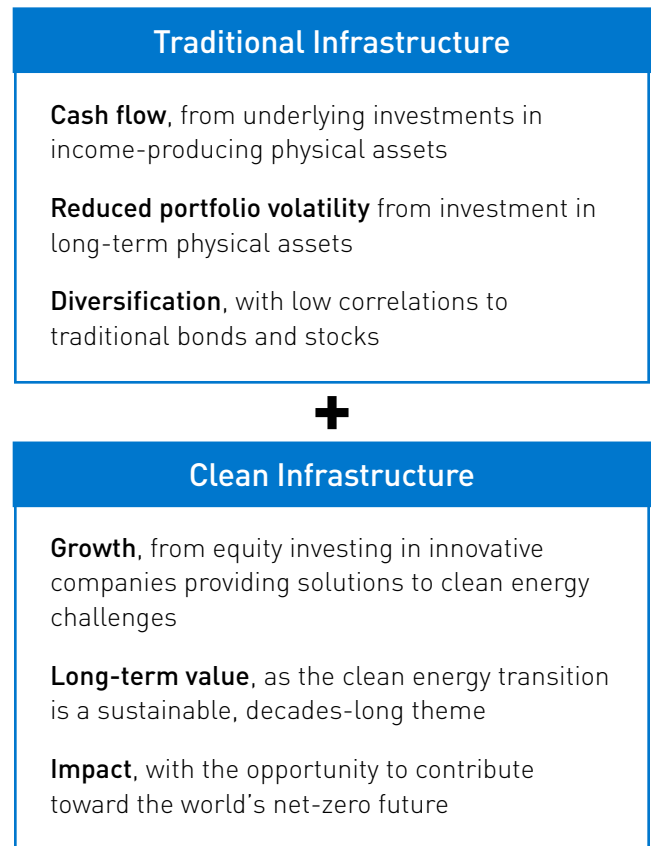 Traditional Infrastructure
Cash flow, from underlying investments in
income-producing physical assets
Reduced portfolio volatility from investment in
long-term physical assets
Diversification, with low correlations to
traditional bonds and stocks
+
Clean Infrastructure
Growth, from equity investing in innovative
companies providing solutions to clean energy
challenges
Long-term value, as the clean energy transition
is a sustainable, decades-long theme
Impact, with the opportunity to contribute
toward the world’s net-zero future